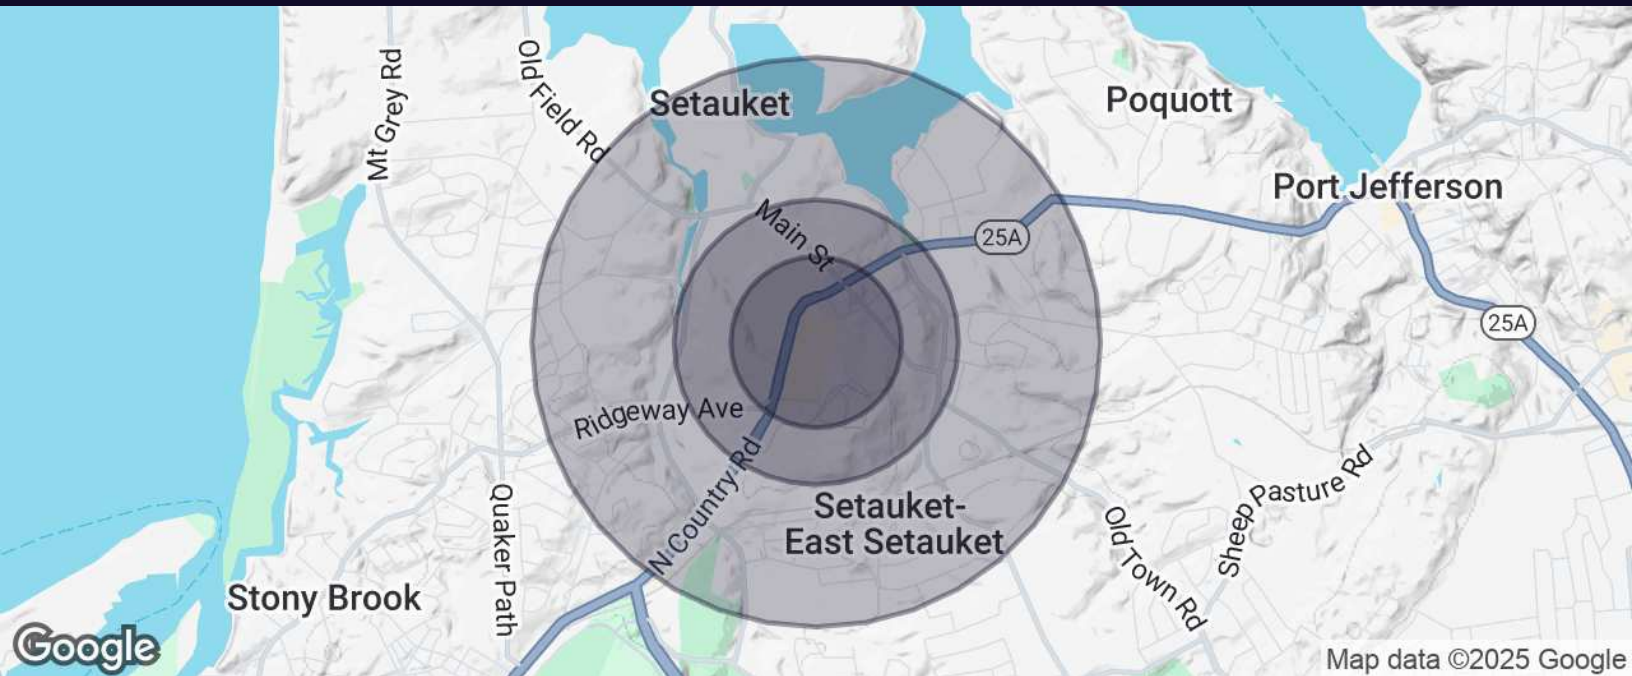 Mt Grey Rd
Old Field Rd
Setauket
Poquott
Port Jefferson
Main St
25A
25A
Ridgeway Ave
N Country Rd
Setauket-
East Setauket
Quaker Path
Old Town Rd
Sheep Pasture Rd
Stony Brook
Google
Map data ©2025 Google